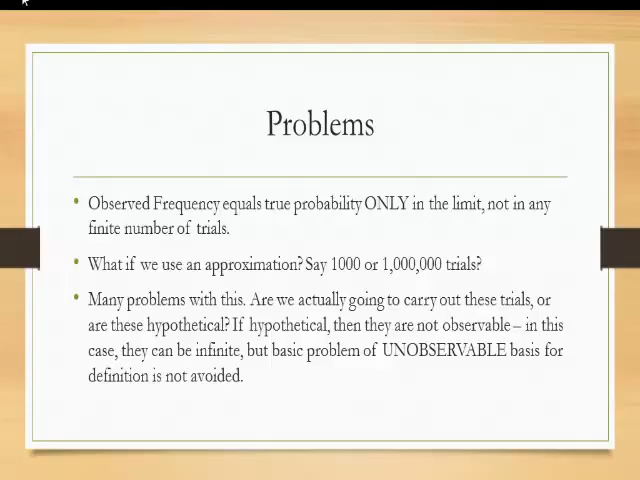 Problems
• Observed Frequency equals true probability ONLY in the limit, not in any
finite number of trials.
• What if we use an approximation? Say 1000 or 1,000,000 trials?
• Many problems with this. Are we actually going to carry out these trials, or
are these hypothetical? If hypothetical, then they are not observable – in this
case, they can be infinite, but basic problem of UNOBSERVABLE basis for
definition is not avoided.